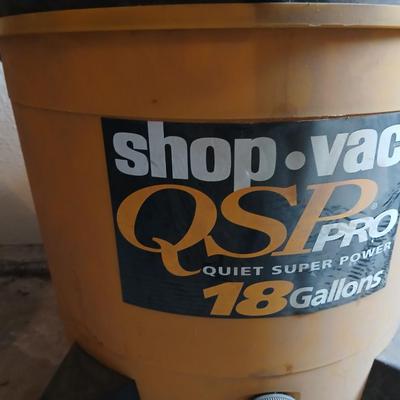 shop·vac
QSP PRO
QUIET SUPER POWER
18 Gallons